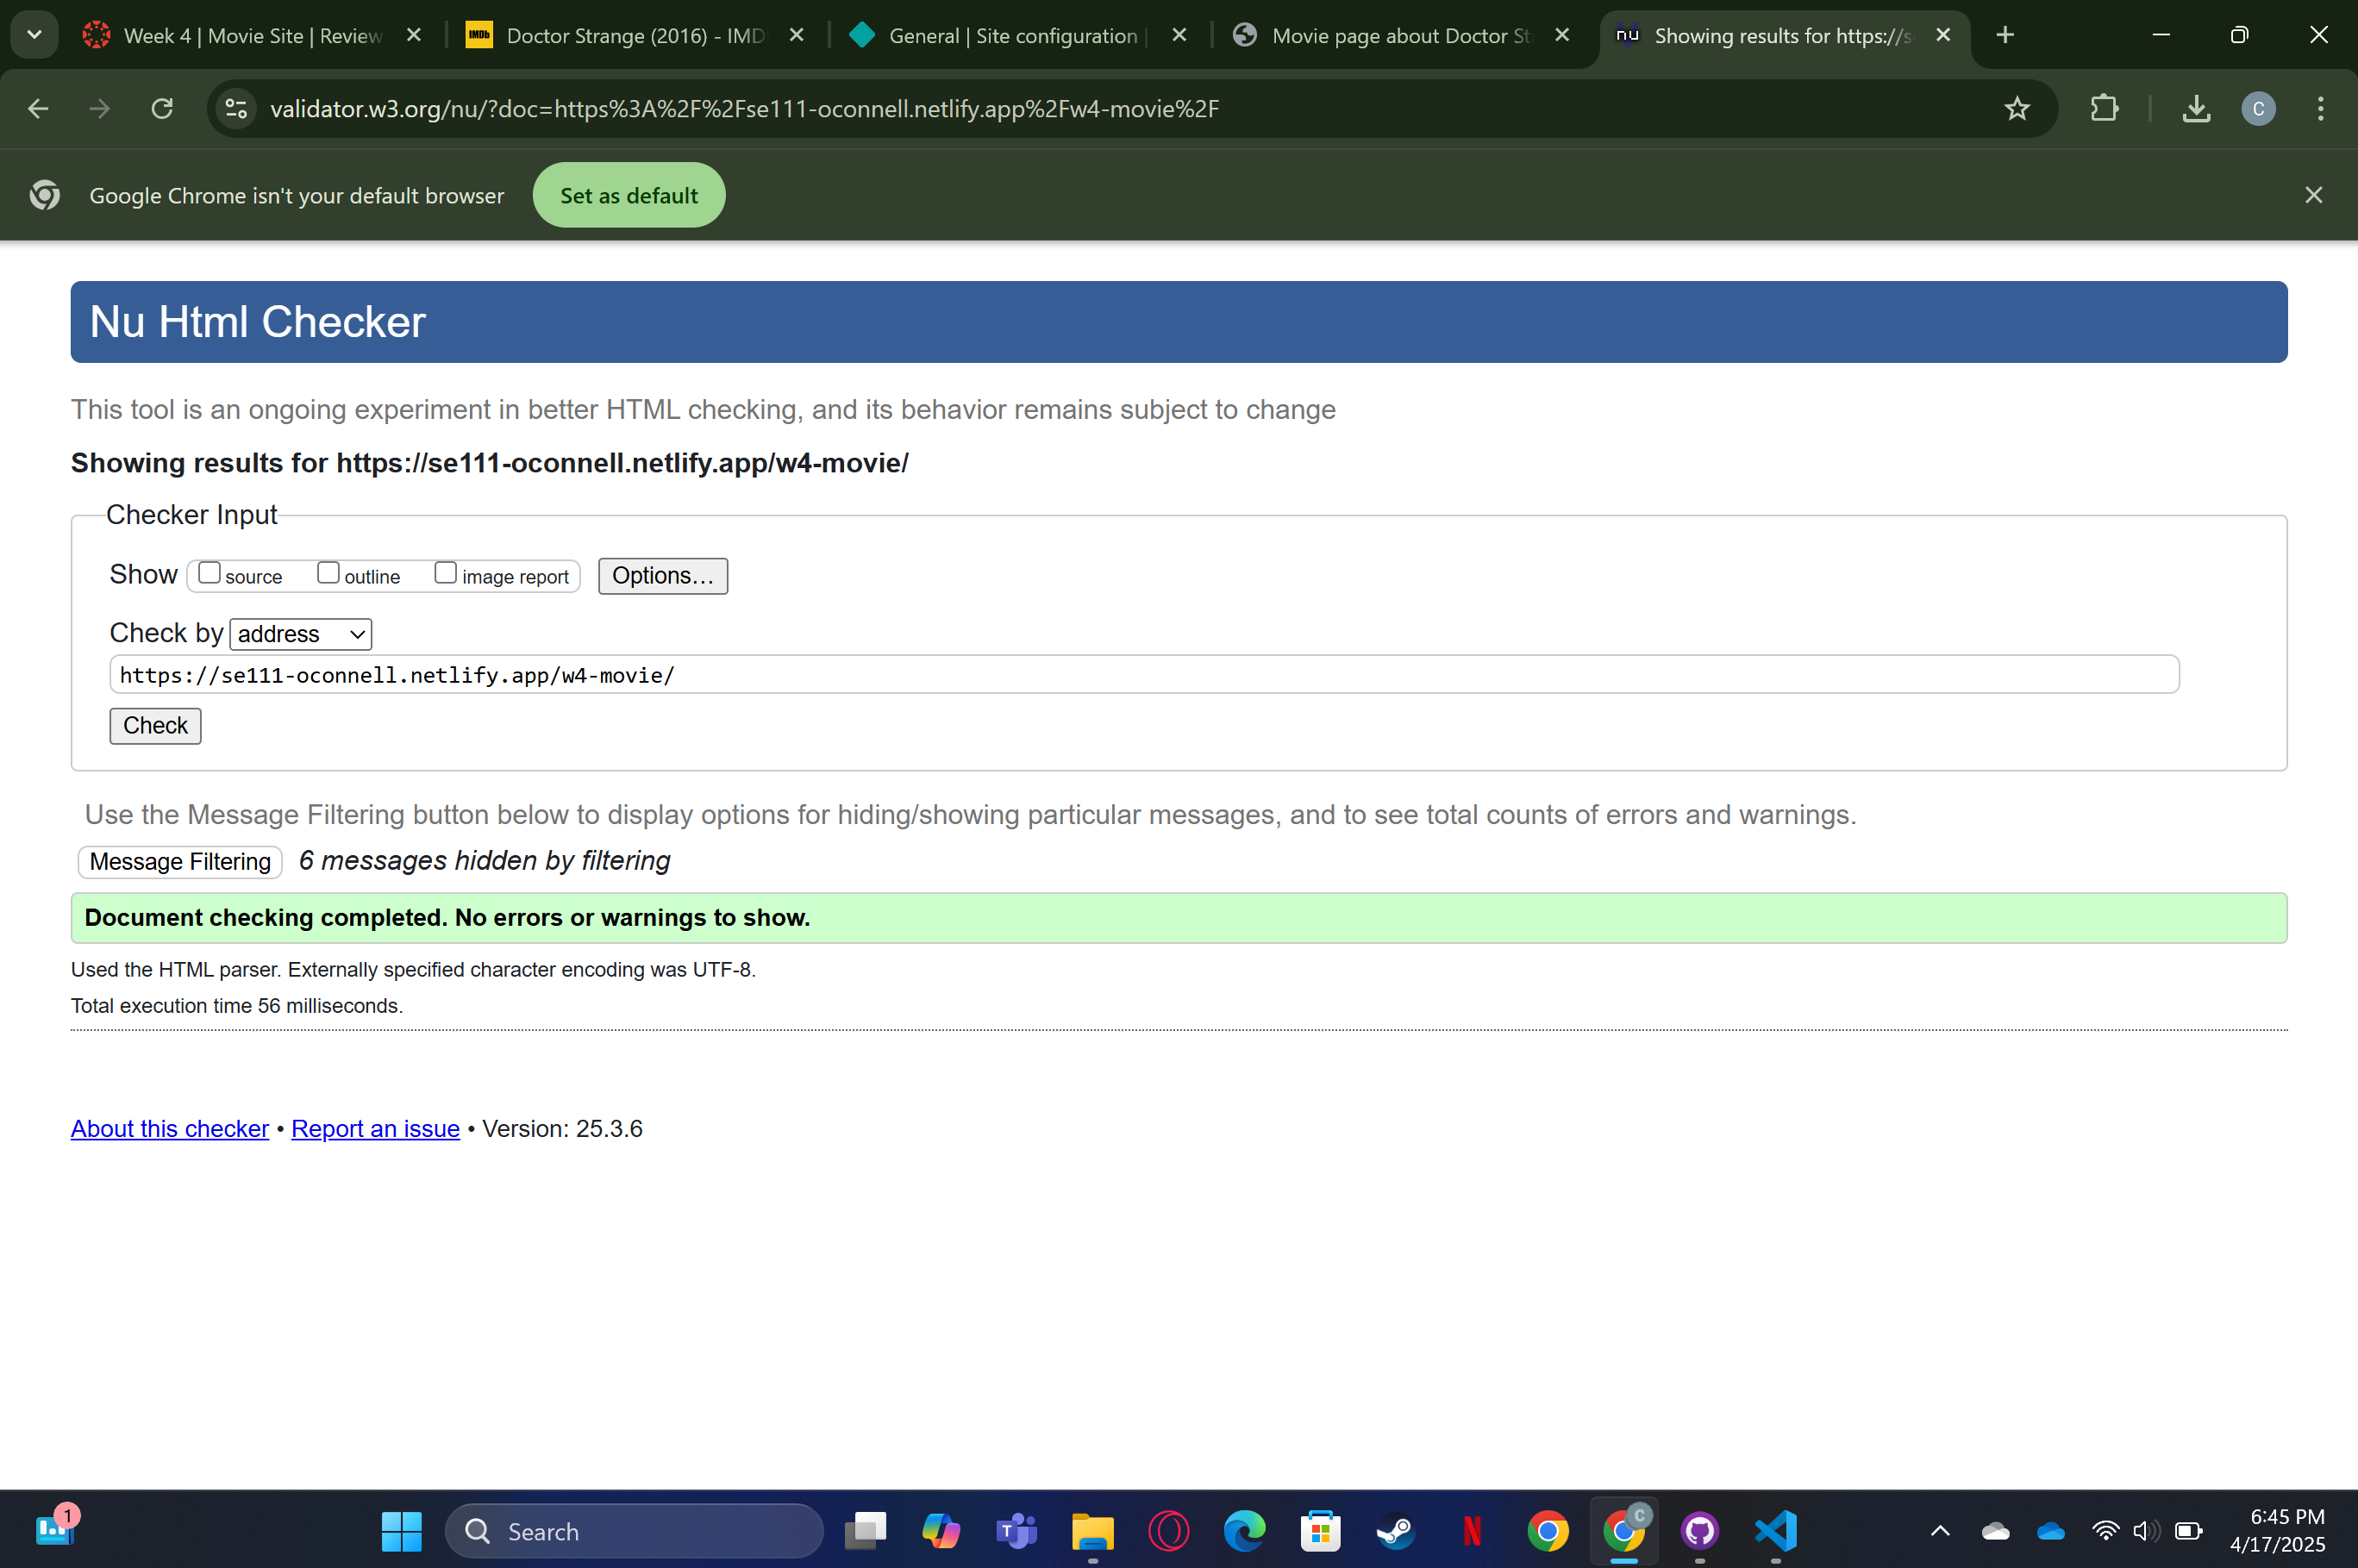 Week 4 | Movie Site | Review
Doctor Strange (2016) - IMD
General | Site configuration |
Movie page about Doctor St
Showing results for https://s
validator.w3.org/nu/?doc=https%3A%2F%2Fse111-oconnell.netlify.app%2Fw4-movie%2F
C
Google Chrome isn't your default browser
Set as default
Nu Html Checker
This tool is an ongoing experiment in better HTML checking, and its behavior remains subject to change
Showing results for https://se111-oconnell.netlify.app/w4-movie/
Checker Input
Show source outline image report Options...
Check by address
https://se111-oconnell.netlify.app/w4-movie/
Check
Use the Message Filtering button below to display options for hiding/showing particular messages, and to see total counts of errors and warnings.
Message Filtering 6 messages hidden by filtering
Document checking completed. No errors or warnings to show.
Used the HTML parser. Externally specified character encoding was UTF-8.
Total execution time 56 milliseconds.
About this checker • Report an issue • Version: 25.3.6
1
Search
6:45 PM
4/17/2025